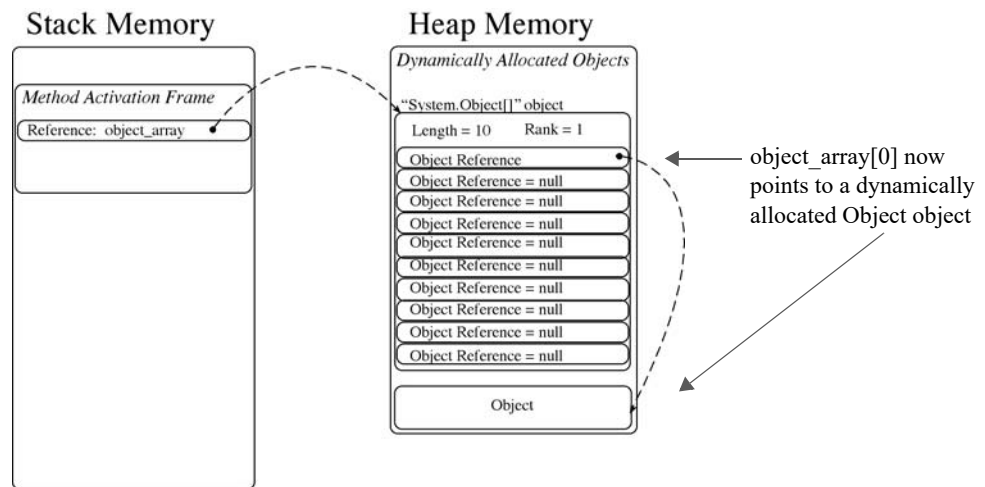 Stack Memory
Heap Memory
Dynamically Allocated Objects
Method Activation Frame
Reference: object_array
“System.Object[]” object
Length = 10 Rank = 1
Object Reference
Object Reference = null
Object Reference = null
Object Reference = null
Object Reference = null
Object Reference = null
Object Reference = null
Object Reference = null
Object Reference = null
Object Reference = null
Object
object_array[0] now
points to a dynamically
allocated Object object